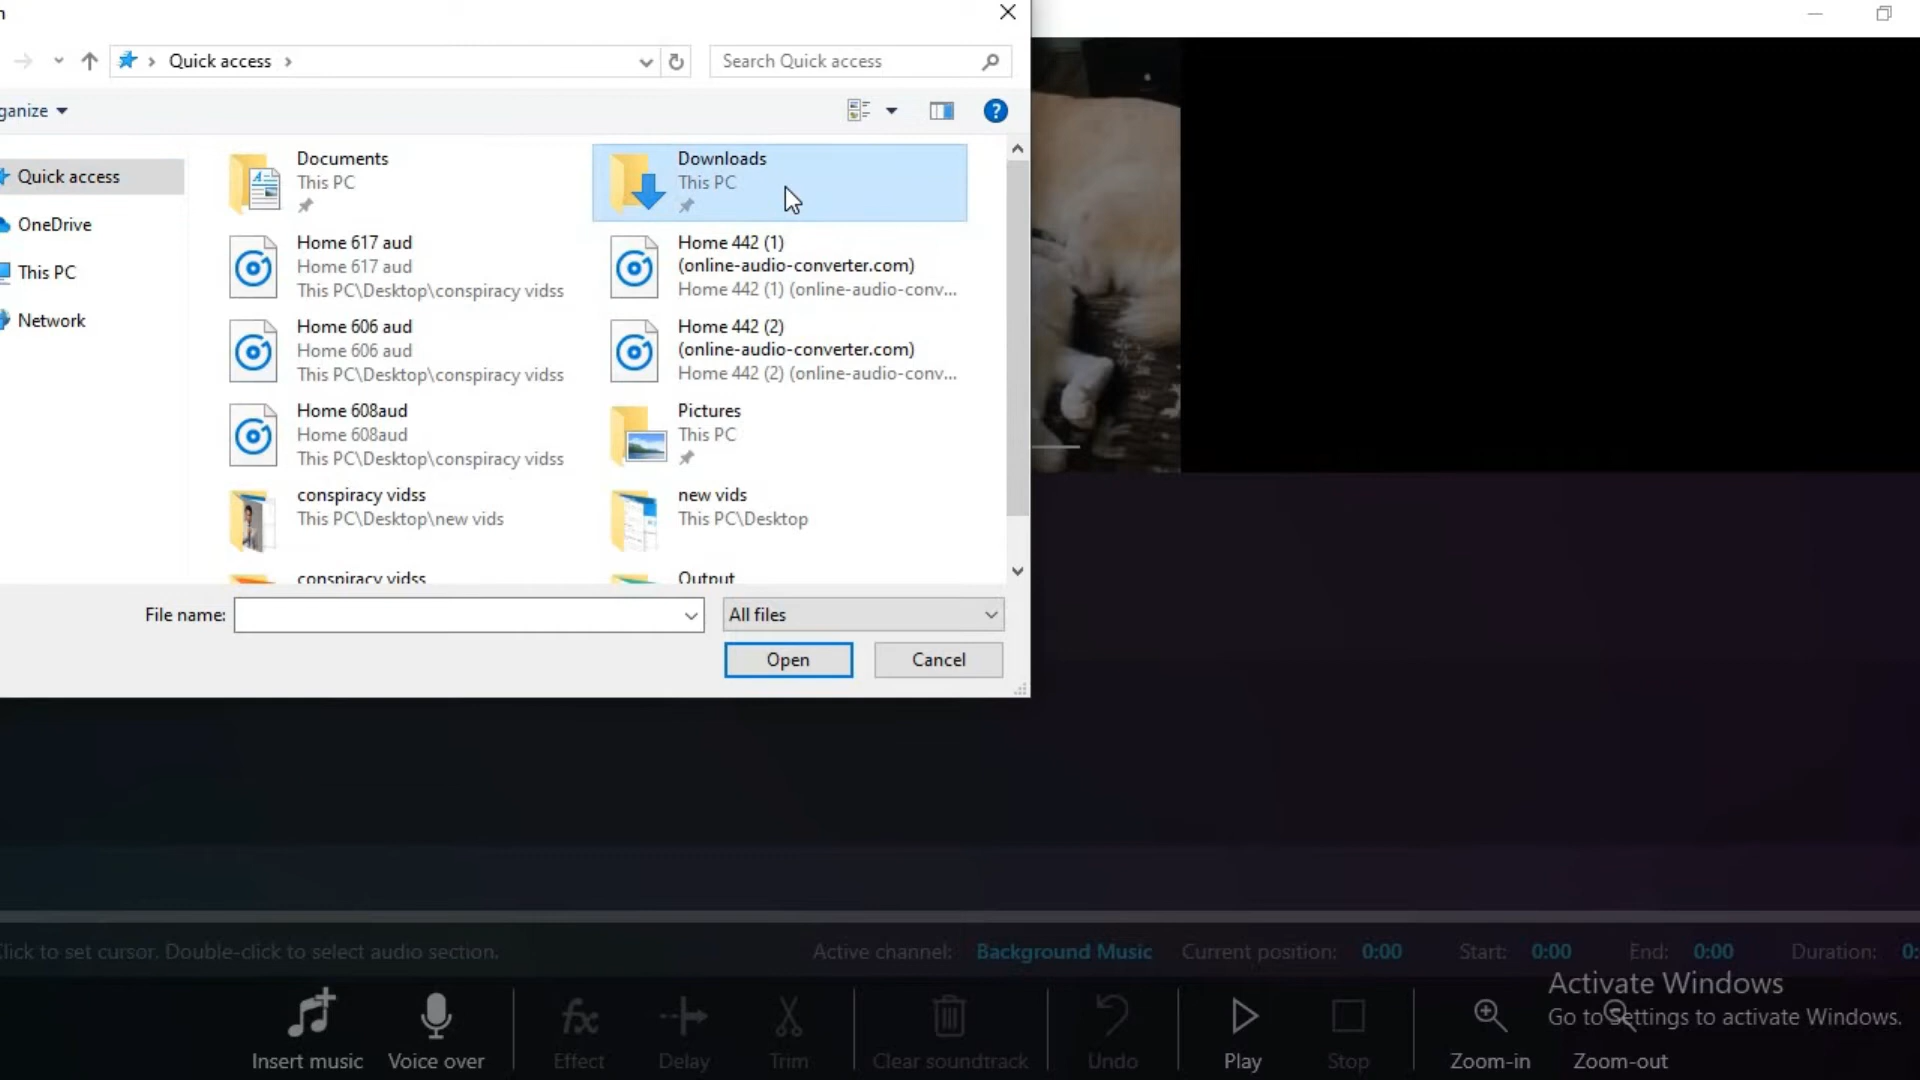 Quick access
Search Quick access
ganize
Quick access
OneDrive
This PC
Network
Documents
This PC
Downloads
This PC
Home 617 aud
Home 617 aud
This PC\Desktop\conspiracy vidss
Home 442 (1)
(online-audio-converter.com)
Home 442 (1) (online-audio-conv...
Home 606 aud
Home 606 aud
This PC\Desktop\conspiracy vidss
Home 442 (2)
(online-audio-converter.com)
Home 442 (2) (online-audio-conv...
Home 608aud
Home 608aud
This PC\Desktop\conspiracy vidss
Pictures
This PC
conspiracy vidss
This PC\Desktop\new vids
new vids
This PC\Desktop
conspiracy vidss
Output
File name:
All files
Open
Cancel
Click to set cursor. Double-click to select audio section.
Active channel: Background Music Current position: 0:00 Start: 0:00 End: 0:00 Duration: 0:
Activate Windows
Go to Settings to activate Windows.
Insert music
Voice over
fx
Effect
Delay
Trim
Clear soundtrack
Undo
Play
Stop
Zoom-in
Zoom-out